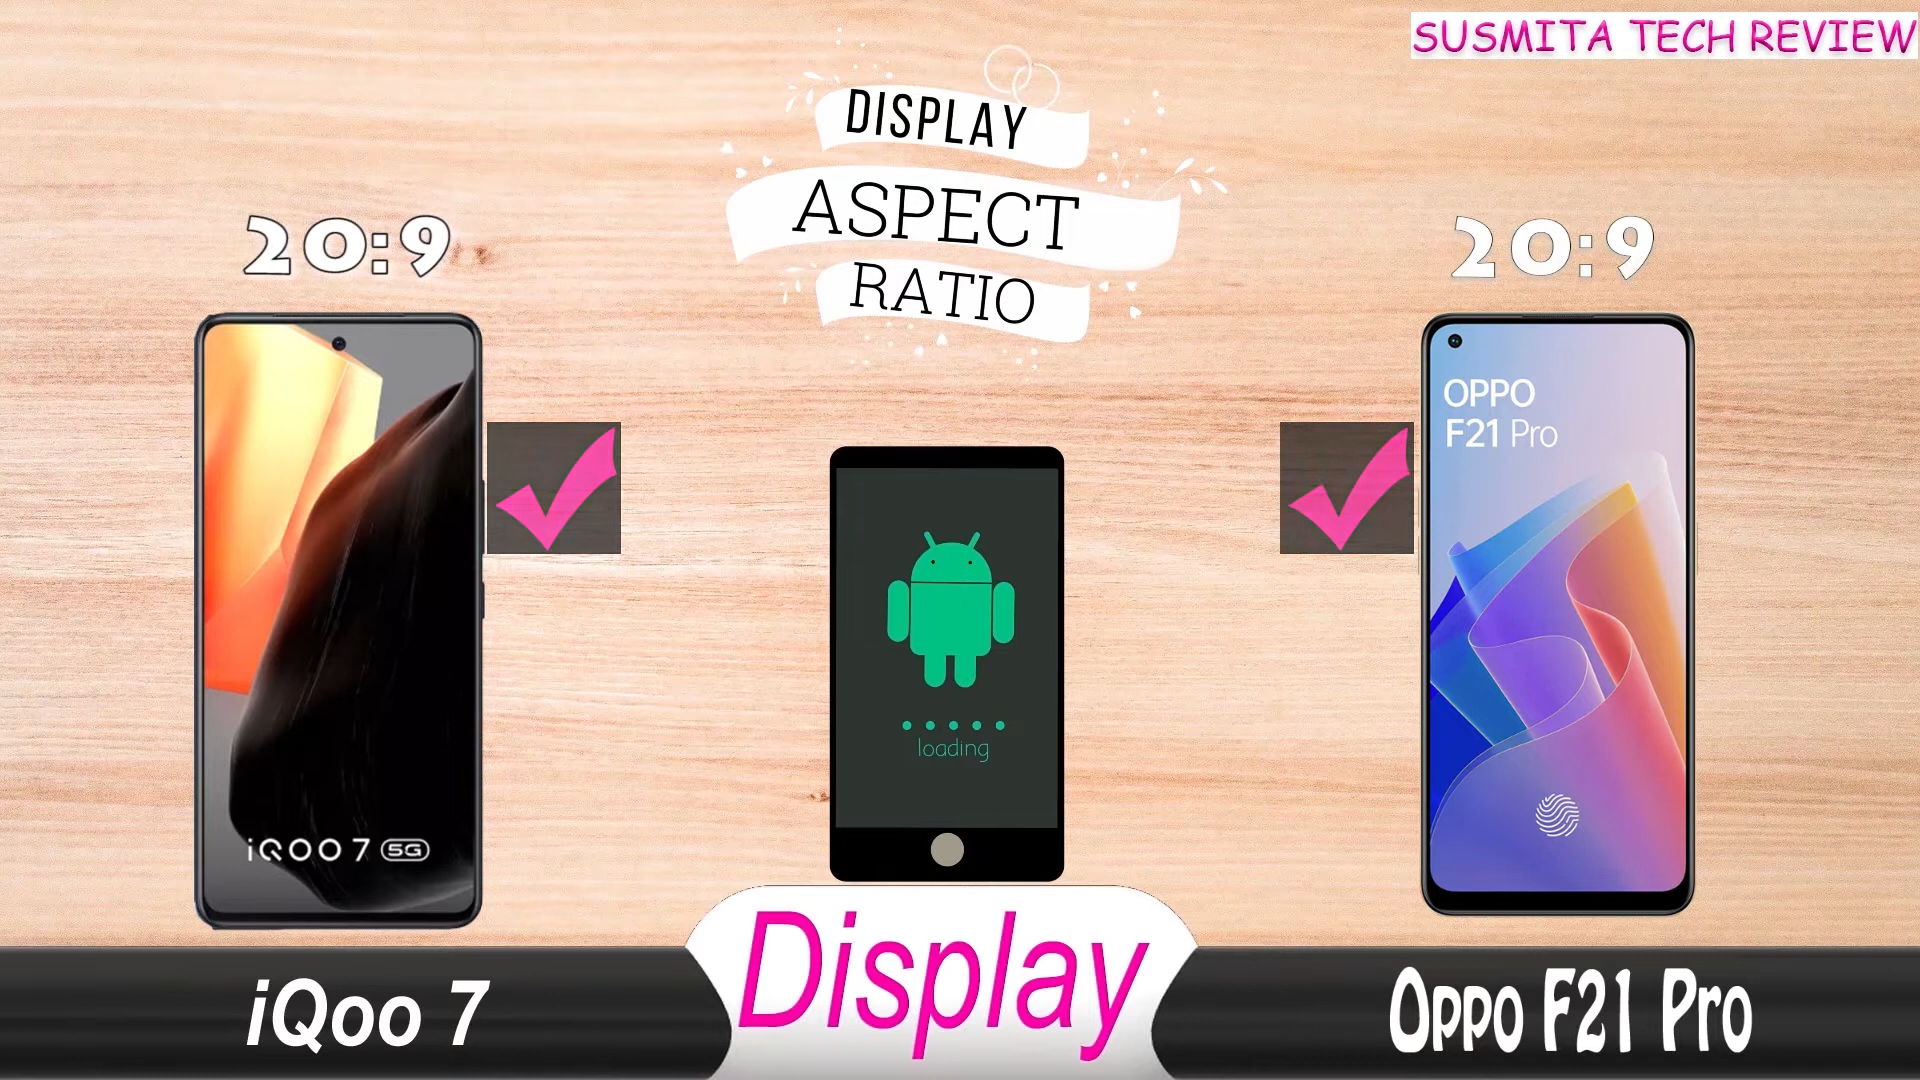 SUSMITA TECH REVIEW
DISPLAY
ASPECT
RATIO
20:9
20:9
OPPO
F21 Pro
loading
iQOO 7 5G
Display
iQoo 7
Oppo F21 Pro